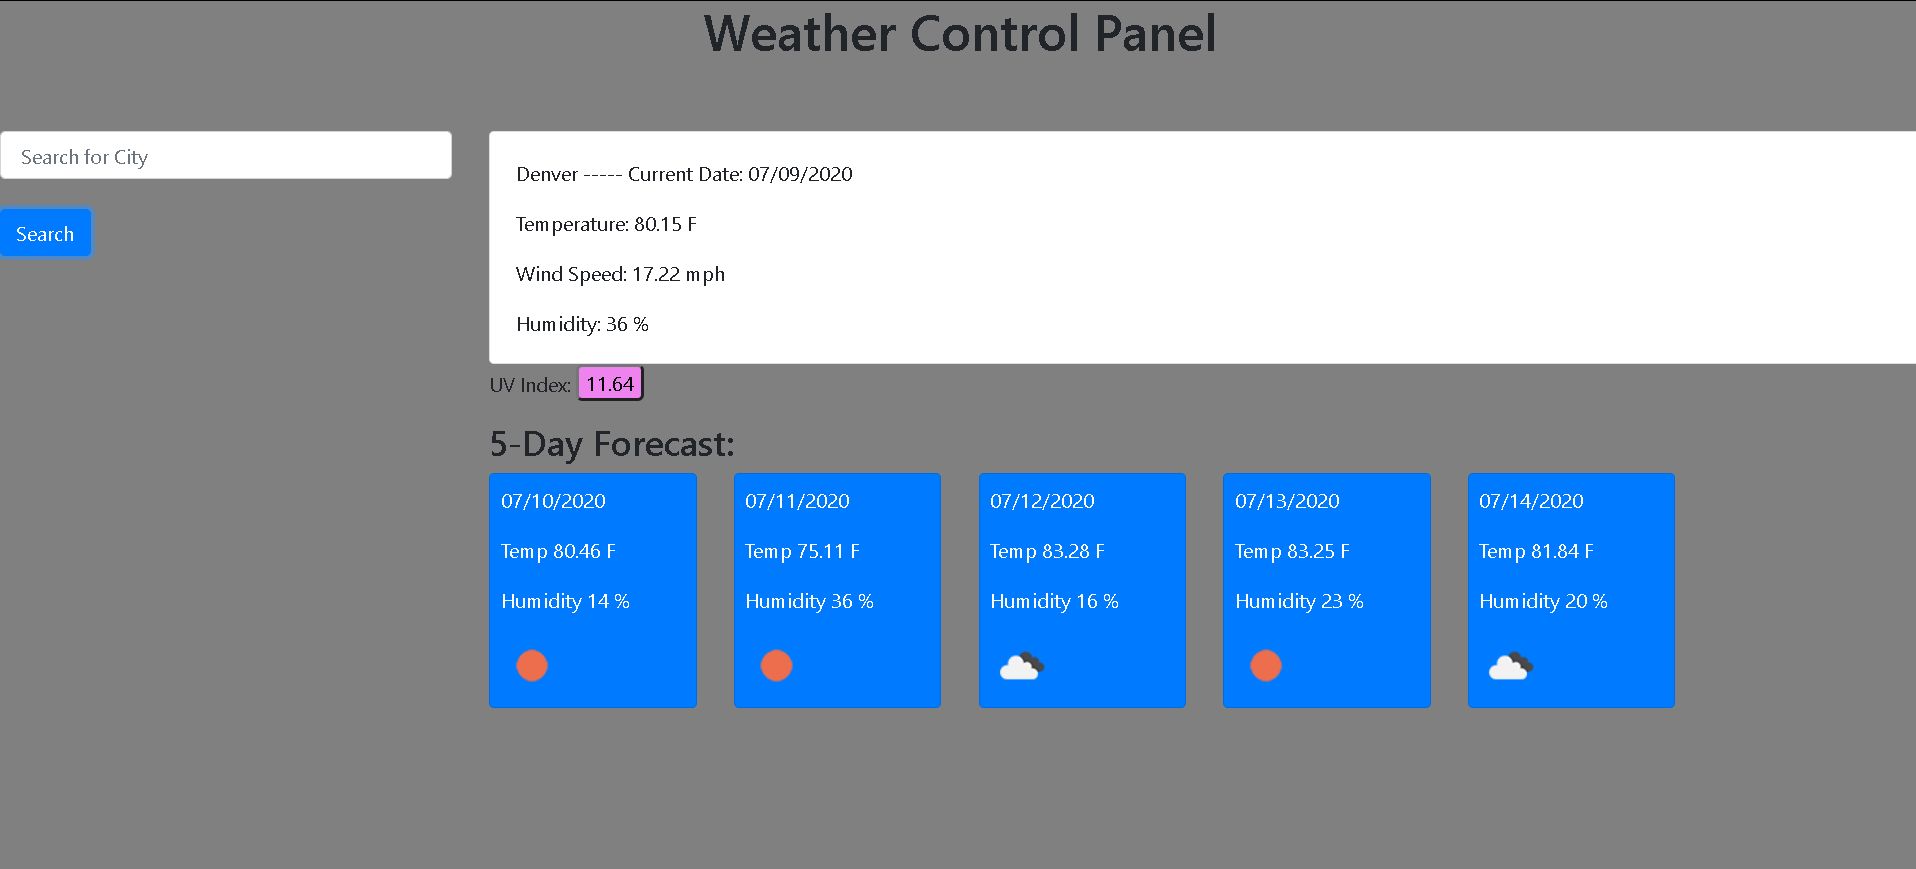 Weather Control Panel
Search for City
Search
Denver ----- Current Date: 07/09/2020
Temperature: 80.15 F
Wind Speed: 17.22 mph
Humidity: 36 %
UV Index: 11.64
5-Day Forecast:
07/10/2020
Temp 80.46 F
Humidity 14 %
07/11/2020
Temp 75.11 F
Humidity 36 %
07/12/2020
Temp 83.28 F
Humidity 16 %
07/13/2020
Temp 83.25 F
Humidity 23 %
07/14/2020
Temp 81.84 F
Humidity 20 %